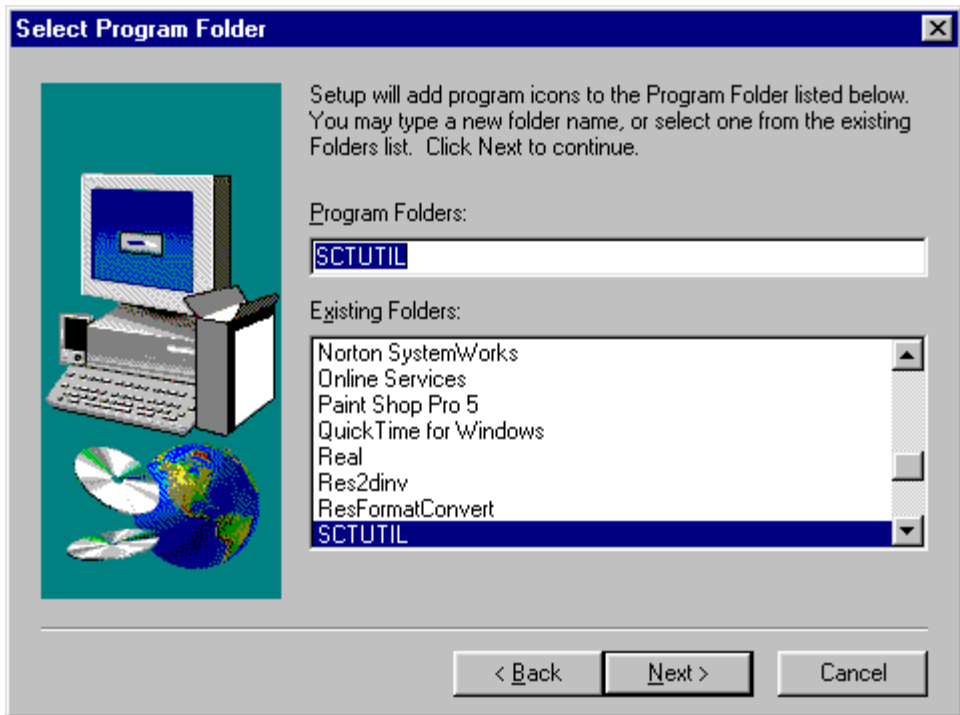 Select Program Folder
Setup will add program icons to the Program Folder listed below.
You may type a new folder name, or select one from the existing
Folders list.  Click Next to continue.
Program Folders:
SCTUTIL
Existing Folders:
Norton SystemWorks
Online Services
Paint Shop Pro 5
QuickTime for Windows
Real
Res2dinv
ResFormatConvert
SCTUTIL
< Back
Next >
Cancel